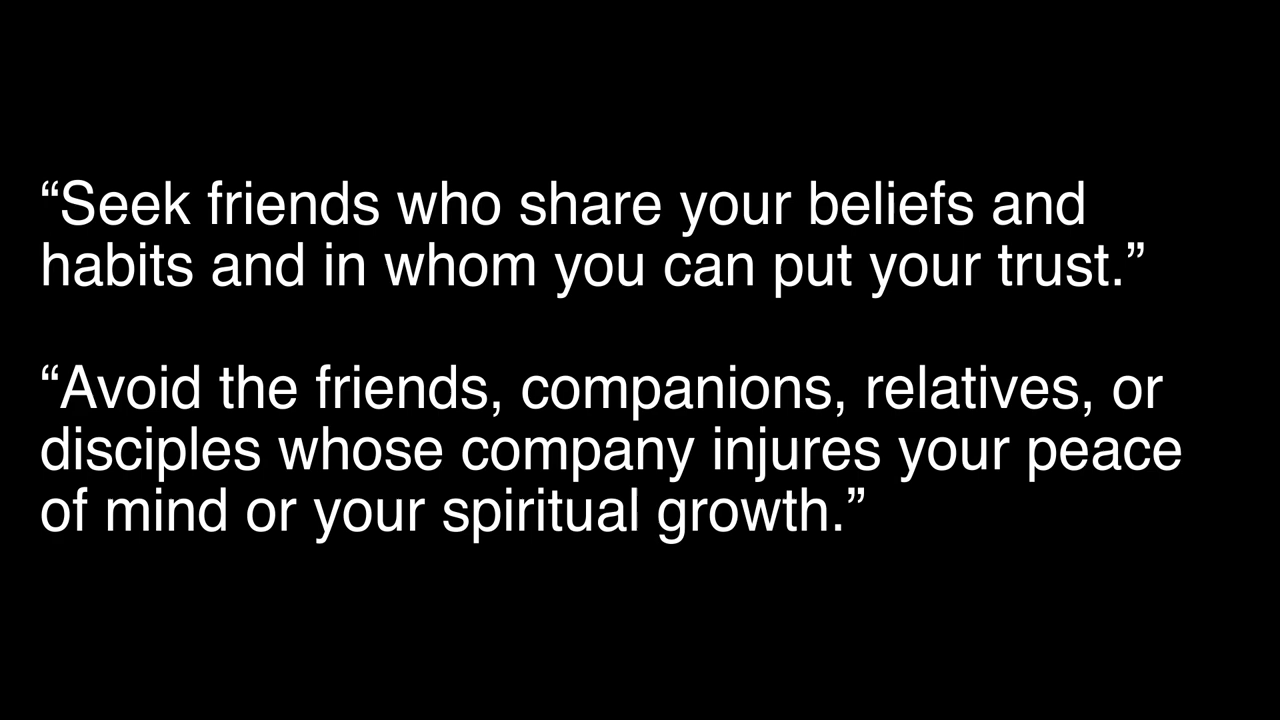 “Seek friends who share your beliefs and
habits and in whom you can put your trust.”
“Avoid the friends, companions, relatives, or
disciples whose company injures your peace
of mind or your spiritual growth.”